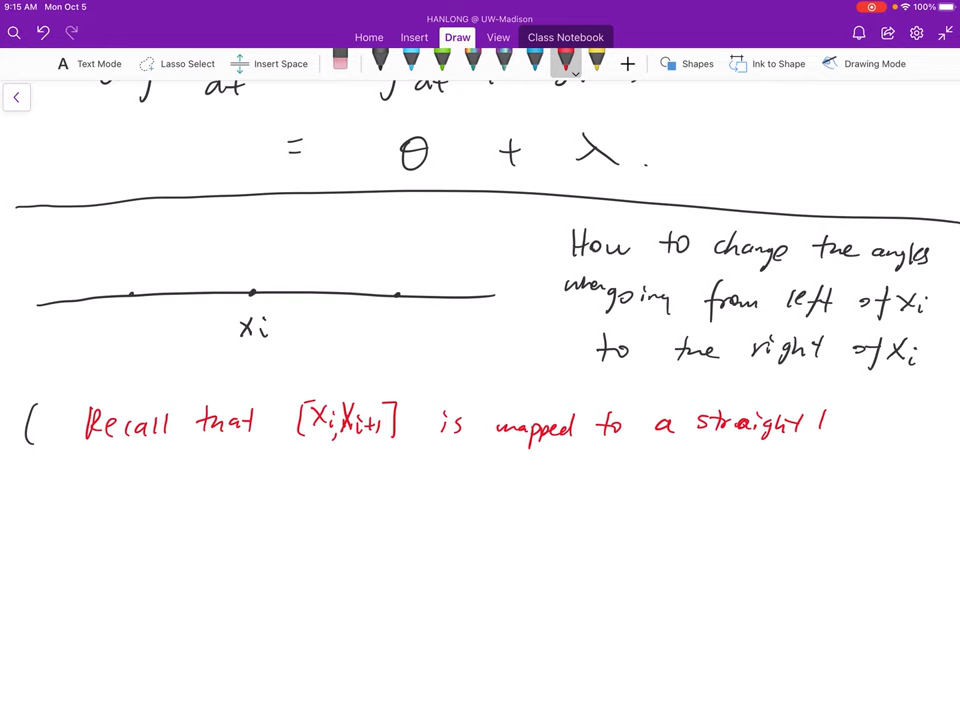 9:15 AM Mon Oct 5
100%
HANLONG @ UW-Madison
Home Insert Draw View Class Notebook
A Text Mode Lasso Select Insert Space Shapes Ink to Shape Drawing Mode
= θ + λ .
How to change the angles
when going from left of xi
to the right of xi
xi
( Recall that [xi, xi+1] is mapped to a straight l